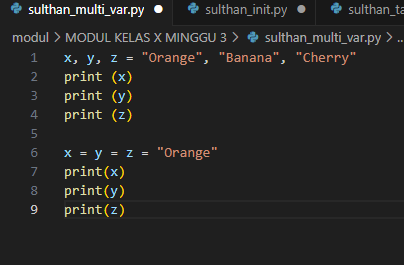 sulthan_multi_var.py sulthan_init.py sulthan_ta
modul > MODUL KELAS X MINGGU 3 > sulthan_multi_var.py > ...
1 x, y, z = "Orange", "Banana", "Cherry"
2 print (x)
3 print (y)
4 print (z)
5
6 x = y = z = "Orange"
7 print(x)
8 print(y)
9 print(z)